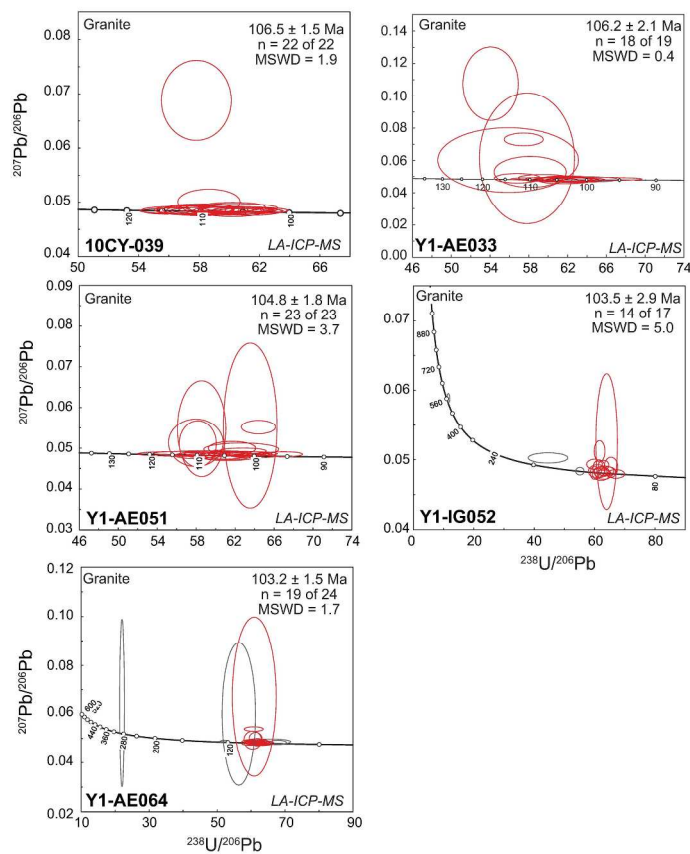 Granite
106.5 ± 1.5 Ma
n = 22 of 22
MSWD = 1.9
0.08
0.07
0.06
0.05
0.04
207Pb/206Pb
120
110
100
10CY-039
LA-ICP-MS
50 54 58 62 66
Granite
106.2 ± 2.1 Ma
n = 18 of 19
MSWD = 0.4
0.14
0.12
0.10
0.08
0.06
0.04
0.02
0.00
130 120 110 100 90
Y1-AE033
LA-ICP-MS
46 50 54 58 62 66 70 74
Granite
104.8 ± 1.8 Ma
n = 23 of 23
MSWD = 3.7
0.08
0.07
0.06
0.05
0.04
0.03
207Pb/206Pb
130 120 110 100 90
Y1-AE051
LA-ICP-MS
46 50 54 58 62 66 70 74
Granite
103.5 ± 2.9 Ma
n = 14 of 17
MSWD = 5.0
0.07
0.06
0.05
0.04
880
720
560
400
240
80
Y1-IG052
LA-ICP-MS
0 20 40 60 80
238U/206Pb
Granite
103.2 ± 1.5 Ma
n = 19 of 24
MSWD = 1.7
0.12
0.10
0.08
0.06
0.04
0.02
207Pb/206Pb
600
440
360
280
200
120
Y1-AE064
LA-ICP-MS
10 30 50 70 90
238U/206Pb